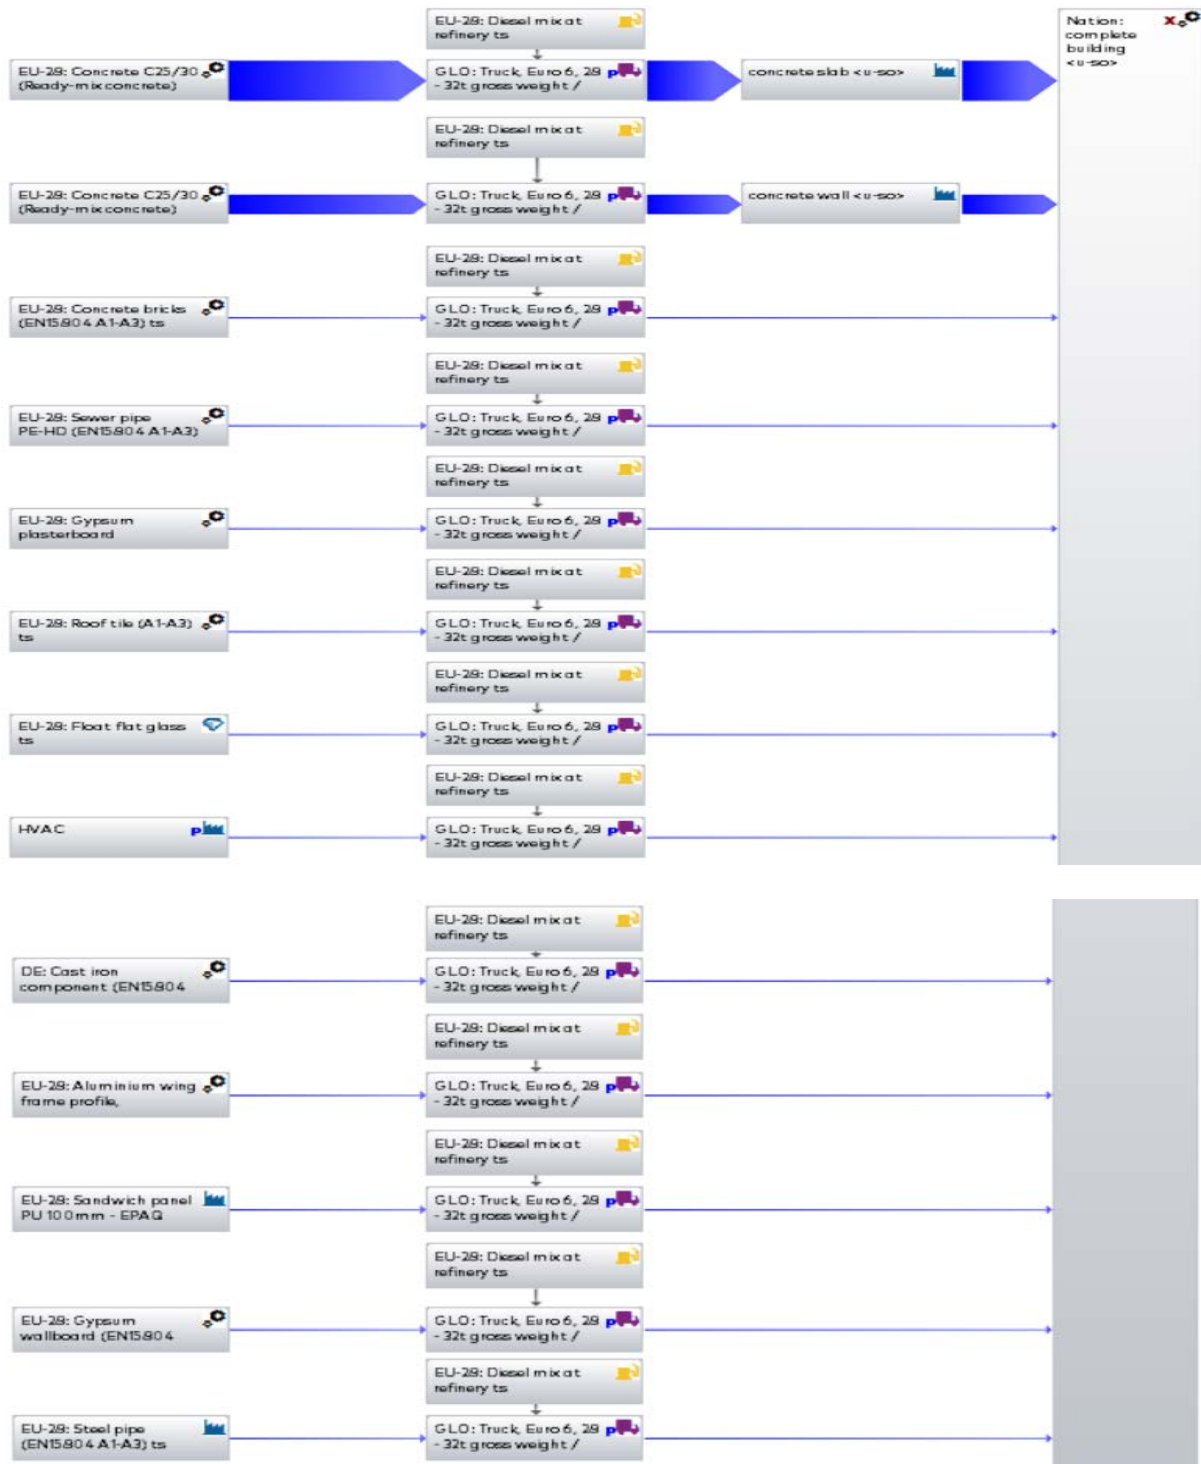 EU-28: Diesel mix at
refinery ts
Nation:
complete
building
<u-so>
EU-28: Concrete C25/30
(Ready-mix concrete)
GLO: Truck, Euro 6, 28
- 32t gross weight /
concrete slab <u-so>
EU-28: Diesel mix at
refinery ts
EU-28: Concrete C25/30
(Ready-mix concrete)
GLO: Truck, Euro 6, 28
- 32t gross weight /
concrete wall <u-so>
EU-28: Diesel mix at
refinery ts
EU-28: Concrete bricks
(EN15804 A1-A3) ts
GLO: Truck, Euro 6, 28
- 32t gross weight /
EU-28: Diesel mix at
refinery ts
EU-28: Sewer pipe
PE-HD (EN15804 A1-A3)
GLO: Truck, Euro 6, 28
- 32t gross weight /
EU-28: Diesel mix at
refinery ts
EU-28: Gypsum
plasterboard
GLO: Truck, Euro 6, 28
- 32t gross weight /
EU-28: Diesel mix at
refinery ts
EU-28: Roof tile (A1-A3)
ts
GLO: Truck, Euro 6, 28
- 32t gross weight /
EU-28: Diesel mix at
refinery ts
EU-28: Float flat glass
ts
GLO: Truck, Euro 6, 28
- 32t gross weight /
EU-28: Diesel mix at
refinery ts
HVAC
GLO: Truck, Euro 6, 28
- 32t gross weight /
EU-28: Diesel mix at
refinery ts
DE: Cast iron
component (EN15804
GLO: Truck, Euro 6, 28
- 32t gross weight /
EU-28: Diesel mix at
refinery ts
EU-28: Aluminium wing
frame profile,
GLO: Truck, Euro 6, 28
- 32t gross weight /
EU-28: Diesel mix at
refinery ts
EU-28: Sandwich panel
PU 100mm - EPAQ
GLO: Truck, Euro 6, 28
- 32t gross weight /
EU-28: Diesel mix at
refinery ts
EU-28: Gypsum
wallboard (EN15804
GLO: Truck, Euro 6, 28
- 32t gross weight /
EU-28: Diesel mix at
refinery ts
EU-28: Steel pipe
(EN15804 A1-A3) ts
GLO: Truck, Euro 6, 28
- 32t gross weight /